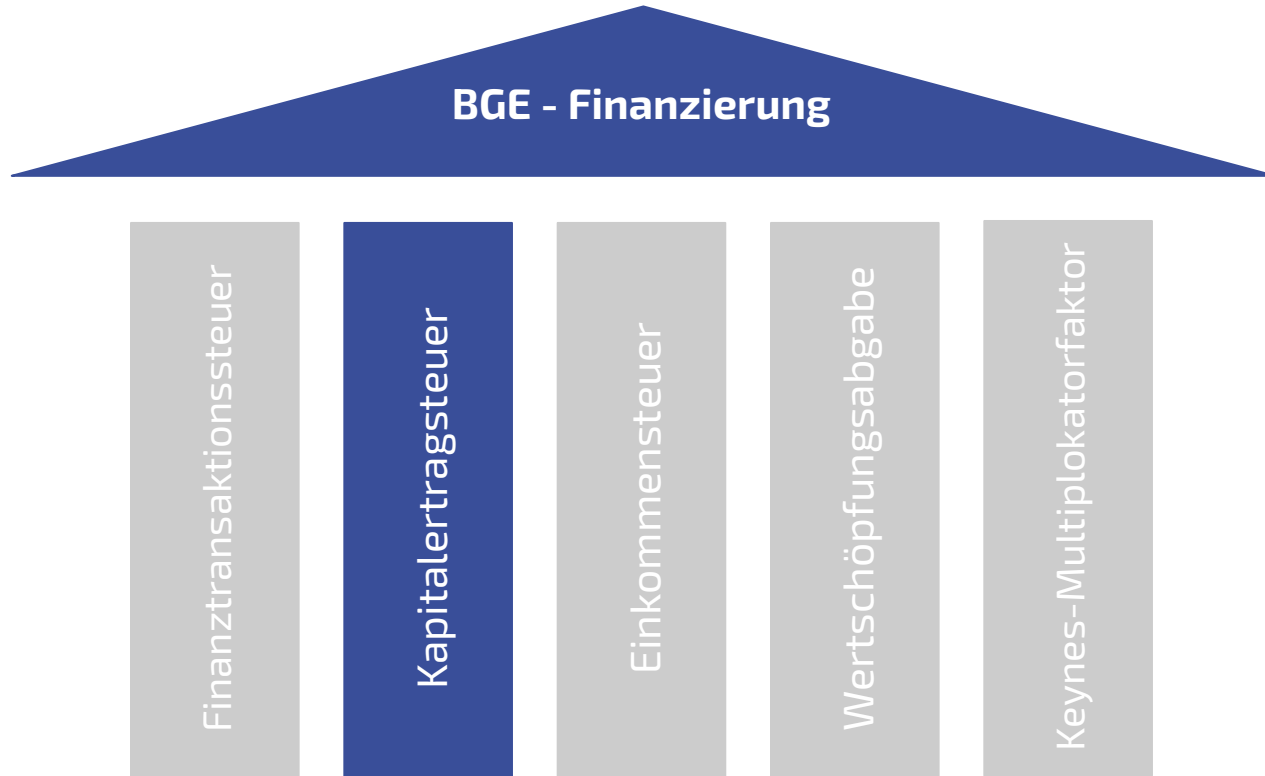 BGE - Finanzierung
Finanztransaktionssteuer
Kapitalertragsteuer
Einkommensteuer
Wertschöpfungsabgabe
Keynes-Multiplokatorfaktor